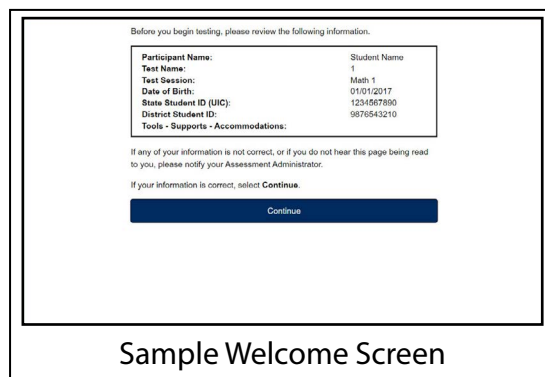 Before you begin testing, please review the following information.
Participant Name: Student Name
Test Name: 1
Test Session: Math 1
Date of Birth: 01/01/2017
State Student ID (UIC): 1234567890
District Student ID: 9876543210
Tools - Supports - Accommodations:
If any of your information is not correct, or if you do not hear this page being read
to you, please notify your Assessment Administrator.
If your information is correct, select Continue.
Continue
Sample Welcome Screen